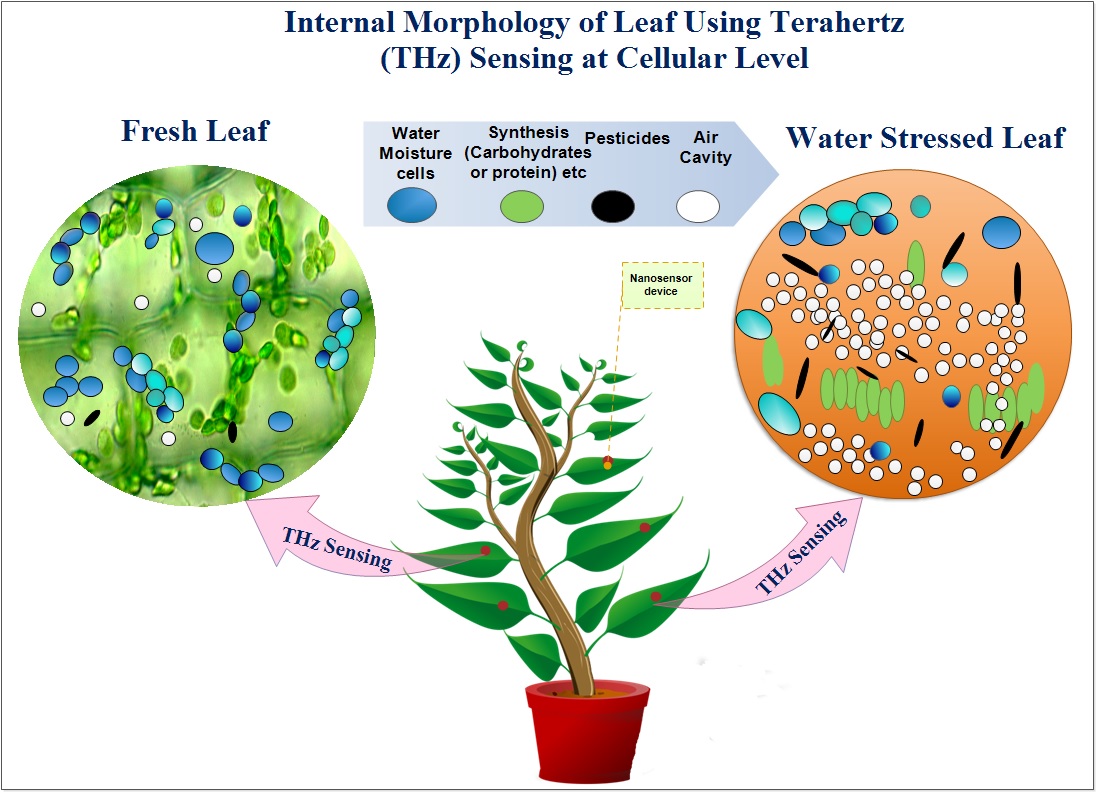 Internal Morphology of Leaf Using Terahertz
(THz) Sensing at Cellular Level
Fresh Leaf
Water
Moisture
cells
Synthesis
(Carbohydrates
or protein) etc
Pesticides
Air
Cavity
Water Stressed Leaf
Nanosensor
device
THz Sensing
THz Sensing